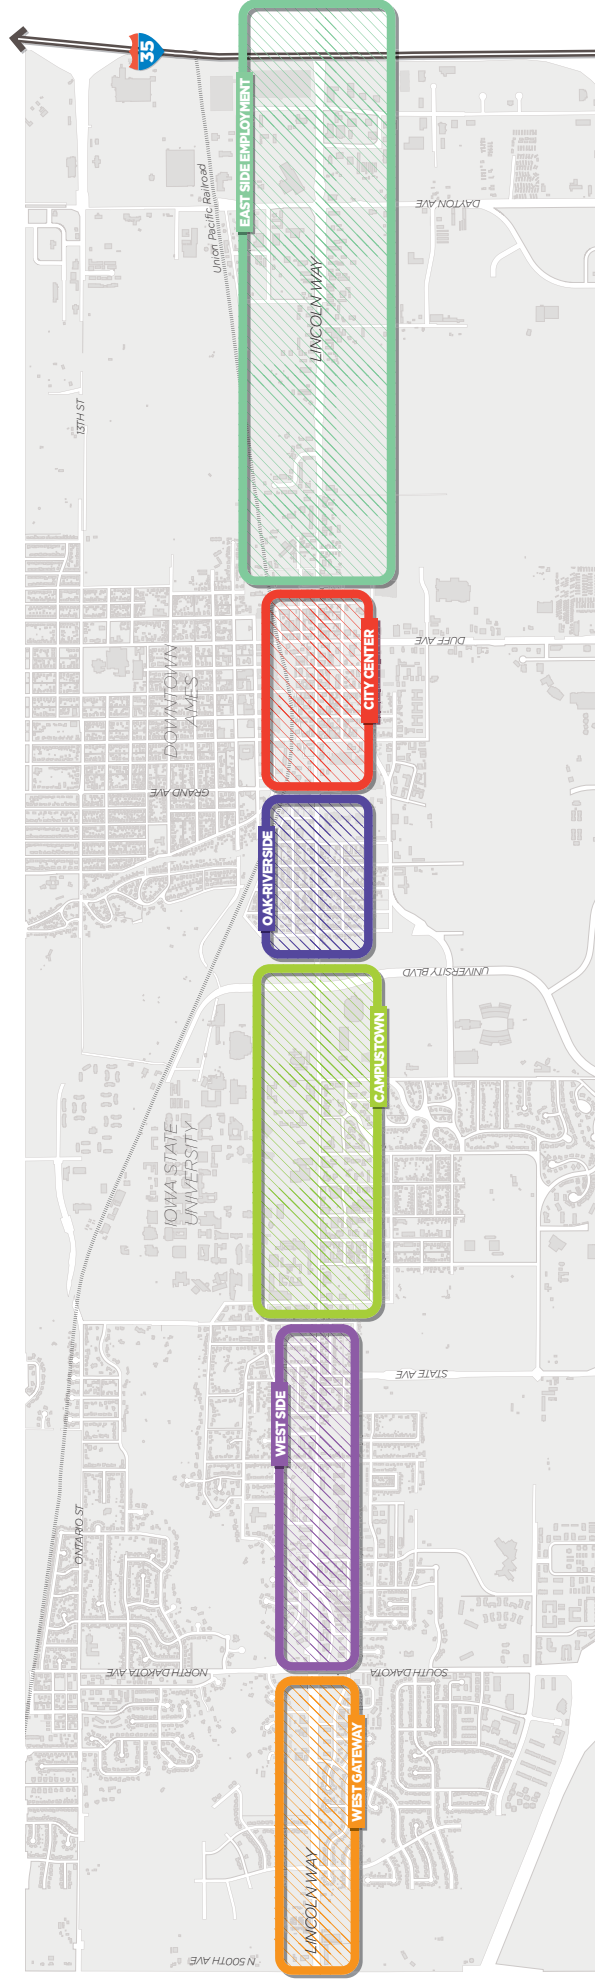 35
EAST SIDE EMPLOYMENT
Union Pacific Railroad
DAYTON AVE
LINCOLN WAY
13TH ST
DUFF AVE
CITY CENTER
DOWNTOWN
AMES
GRAND AVE
OAK-RIVERSIDE
UNIVERSITY BLVD
CAMPUSTOWN
IOWA STATE
UNIVERSITY
STATE AVE
WEST SIDE
ONTARIO ST
NORTH DAKOTA AVE
SOUTH DAKOTA
WEST GATEWAY
LINCOLN WAY
N 500TH AVE